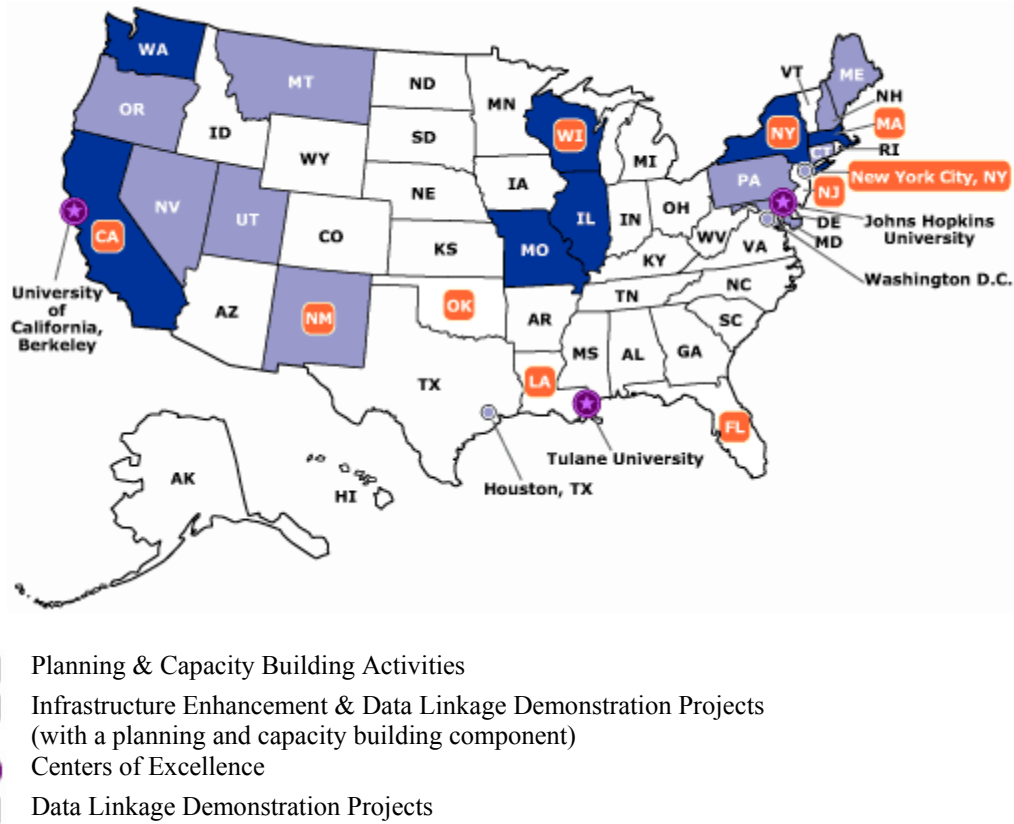 WA
MT
ND
MN
VT
ME
OR
NH
ID
SD
WI
NY
MA
MI
RI
WY
CT
IA
New York City, NY
NE
PA
NV
UT
NJ
CA
IL
IN
OH
DE
Johns Hopkins
University
CO
MO
WV
MD
KS
VA
KY
Washington D.C.
University
of
California,
Berkeley
NC
TN
OK
AZ
NM
AR
SC
MS
AL
GA
TX
LA
FL
Tulane University
AK
HI
Houston, TX
Planning & Capacity Building Activities
Infrastructure Enhancement & Data Linkage Demonstration Projects
(with a planning and capacity building component)
Centers of Excellence
Data Linkage Demonstration Projects